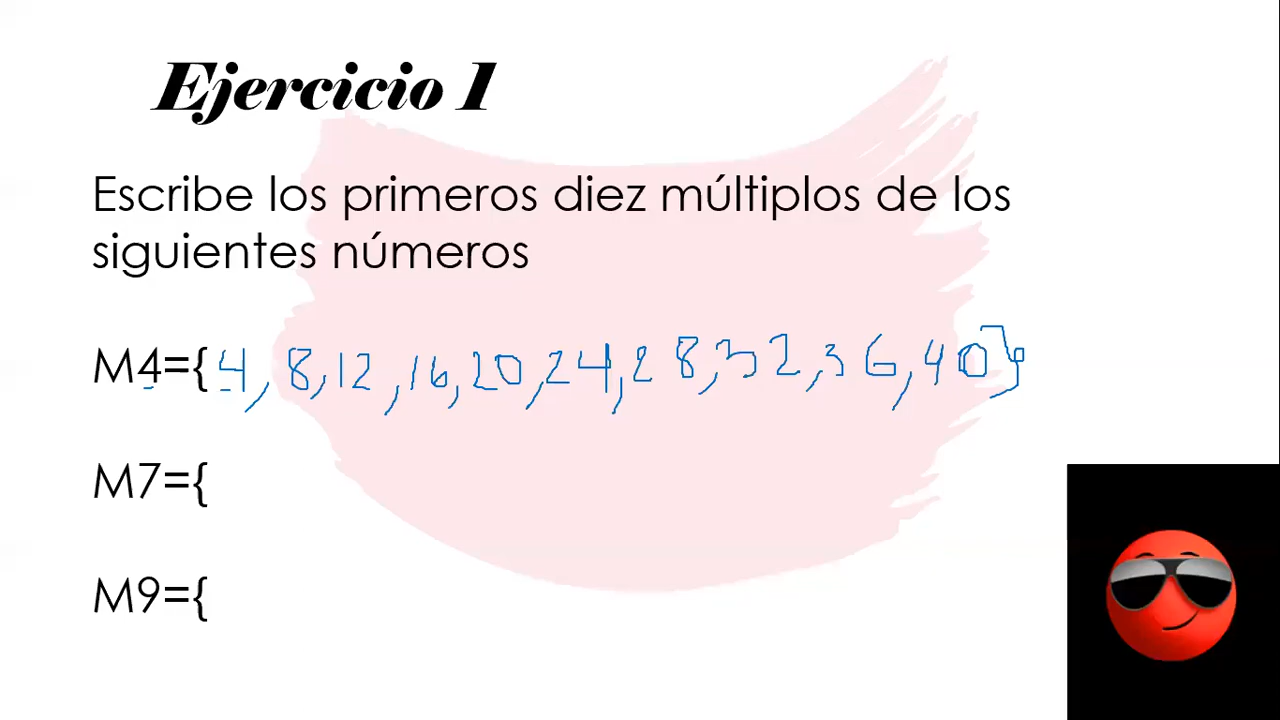 Ejercicio 1
Escribe los primeros diez múltiplos de los
siguientes números
M4={4,8,12,16,20,24,28,32,36,40}
M7={
M9={